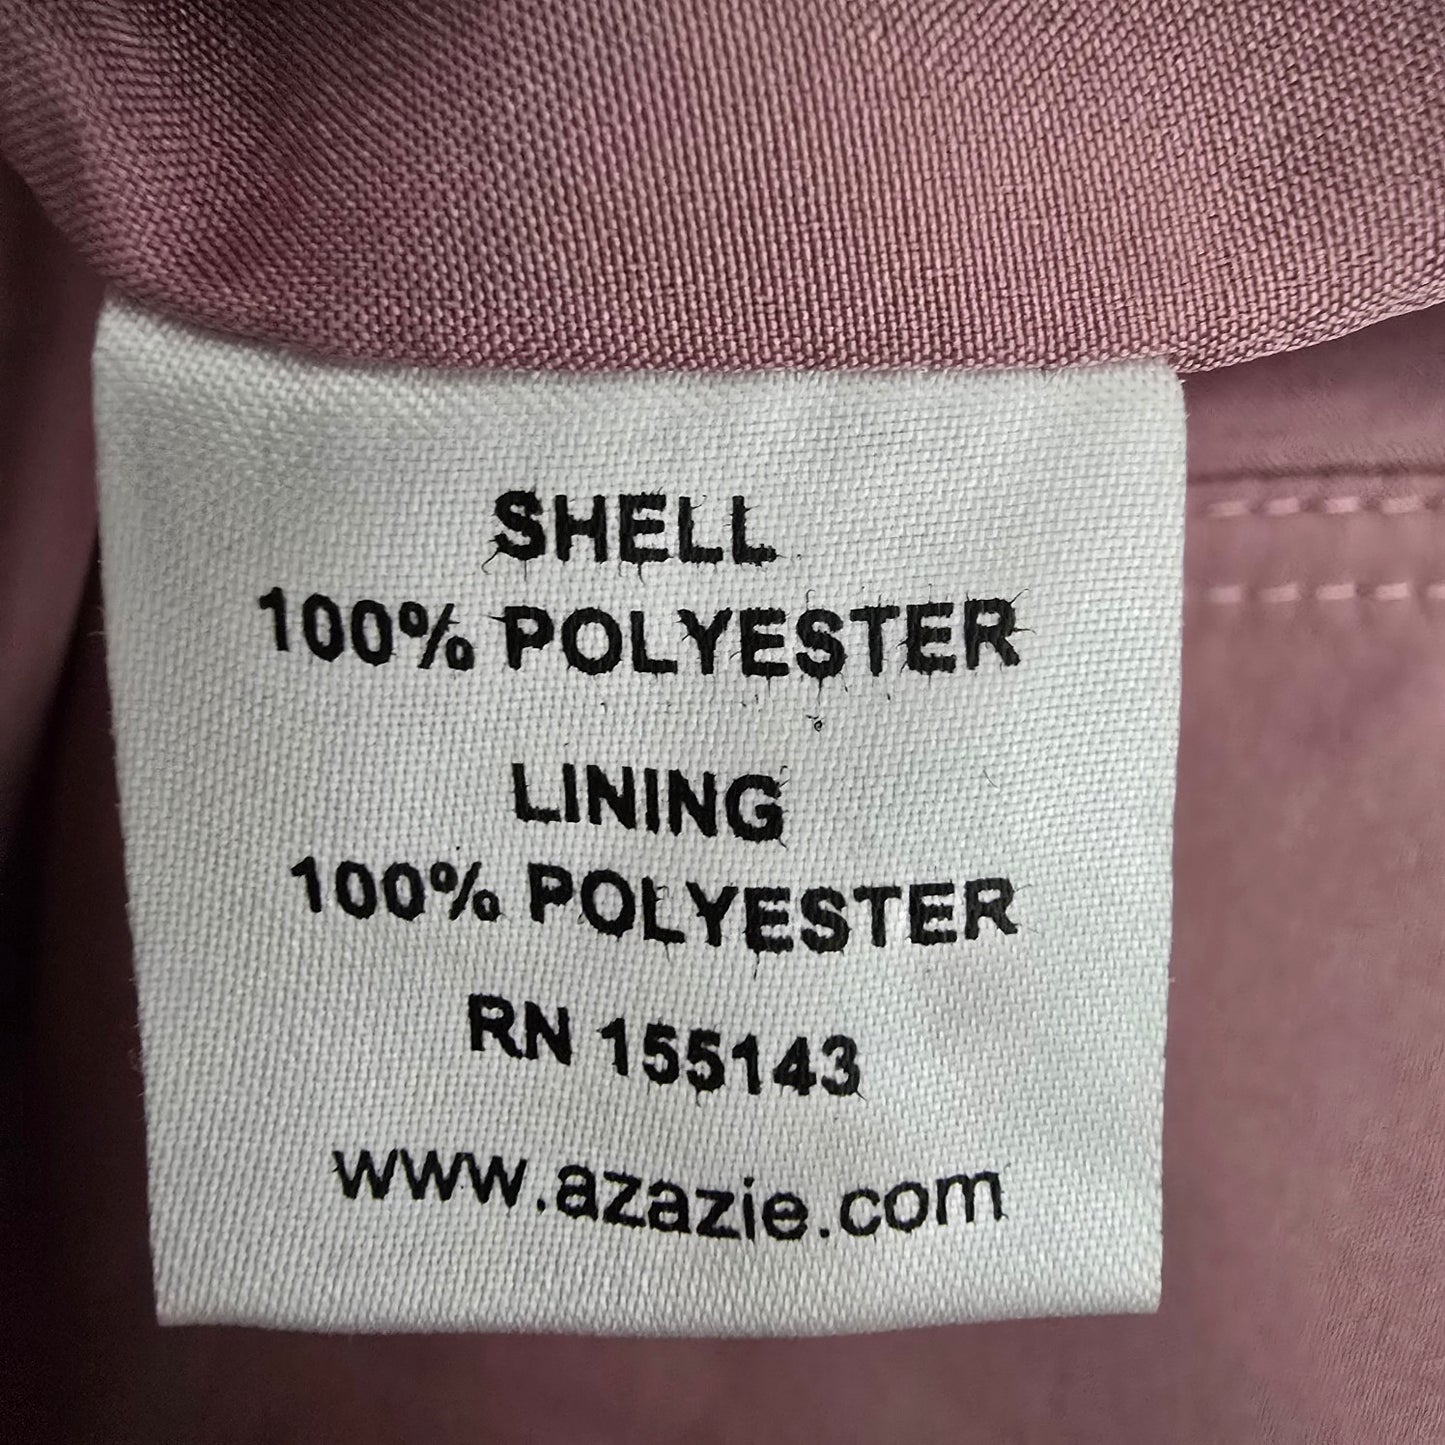 SHELL
100% POLYESTER
LINING
100% POLYESTER
RN 155143
www.azazie.com